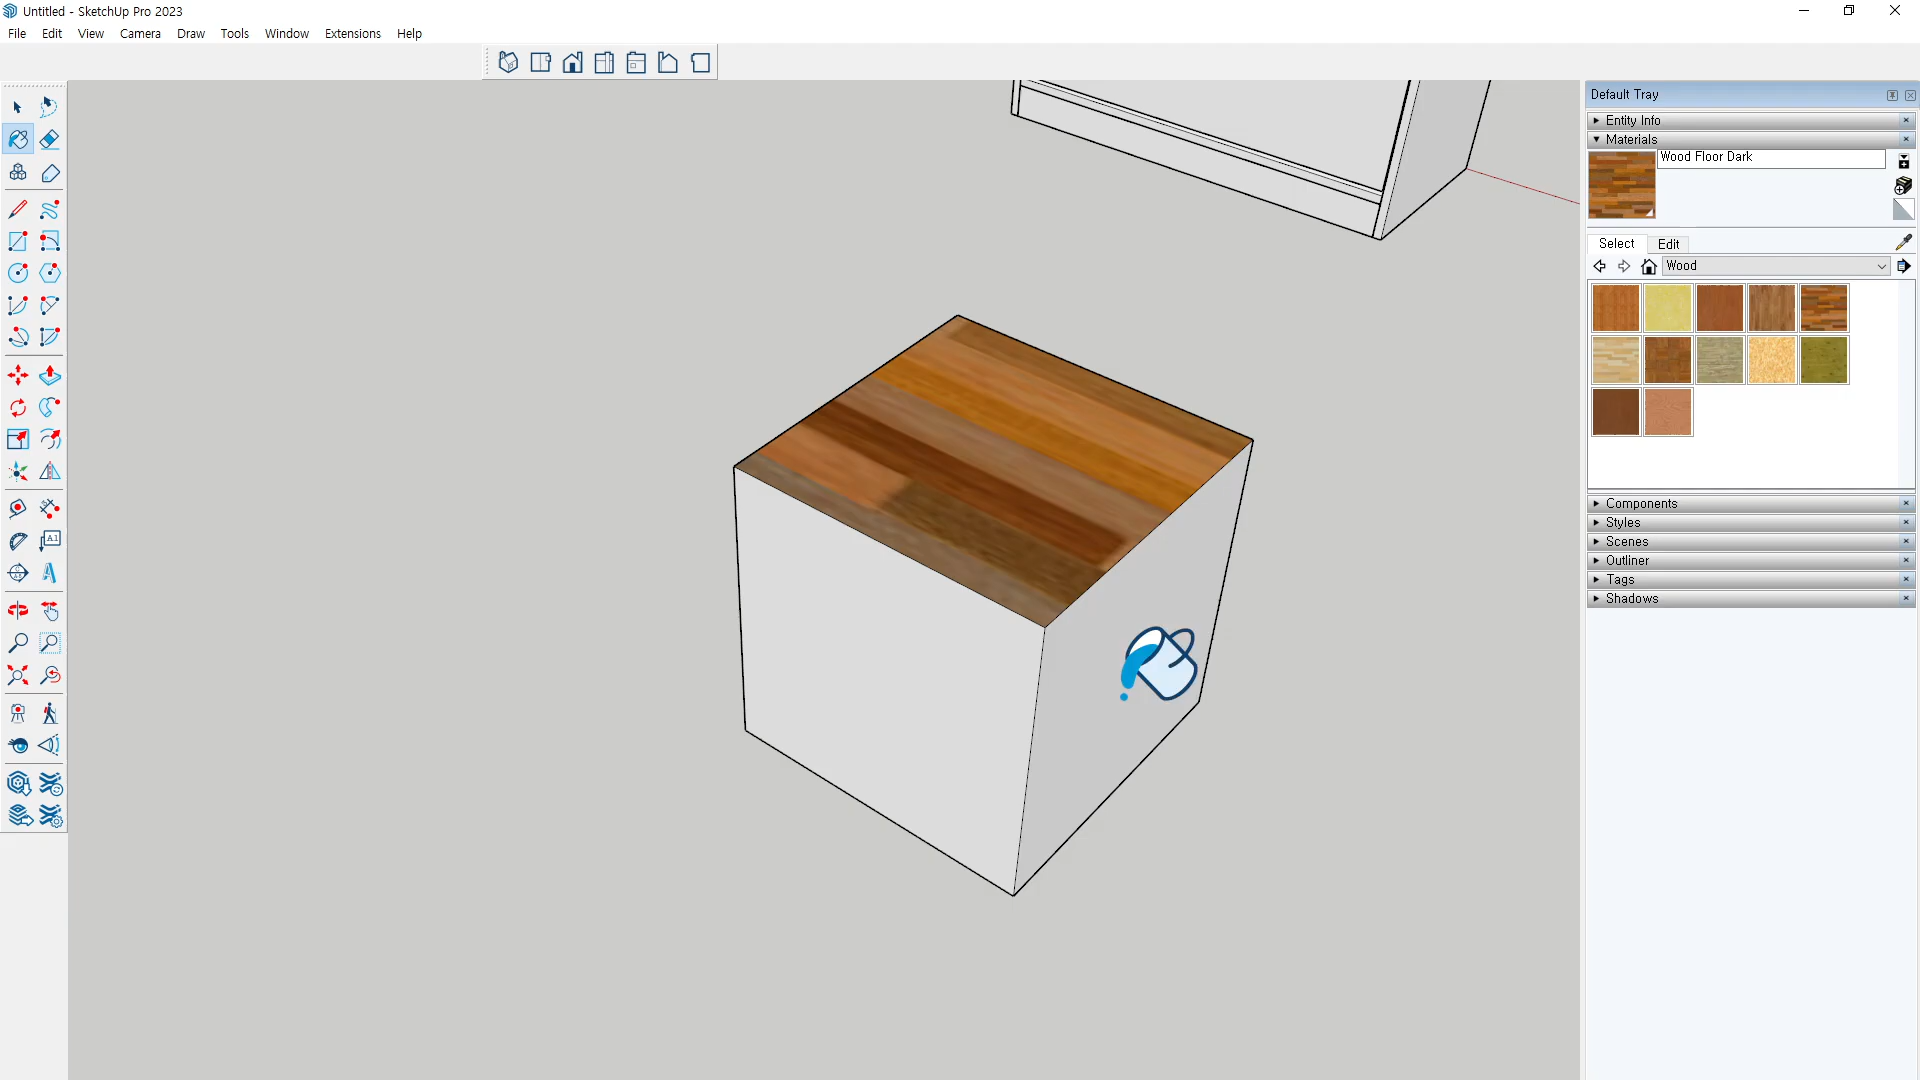 Untitled - SketchUp Pro 2023
File Edit View Camera Draw Tools Window Extensions Help
Default Tray
Entity Info
Materials
Wood Floor Dark
Select Edit
Wood
Components
Styles
Scenes
Outliner
Tags
Shadows
A1